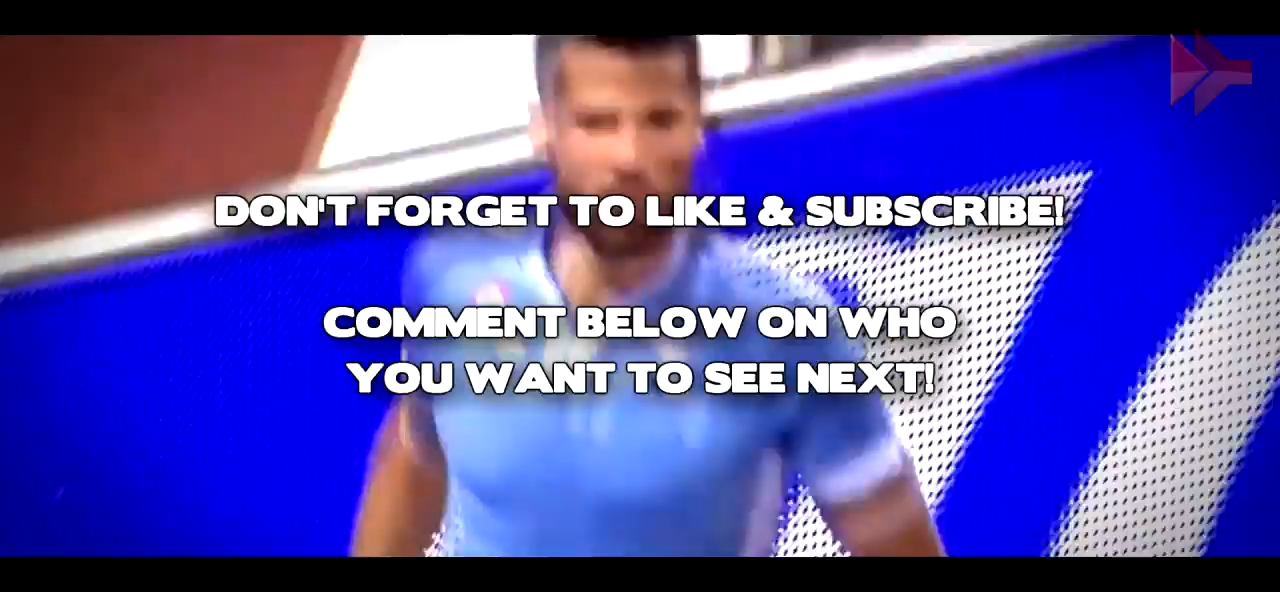 DON'T FORGET TO LIKE & SUBSCRIBE!
COMMENT BELOW ON WHO
YOU WANT TO SEE NEXT!